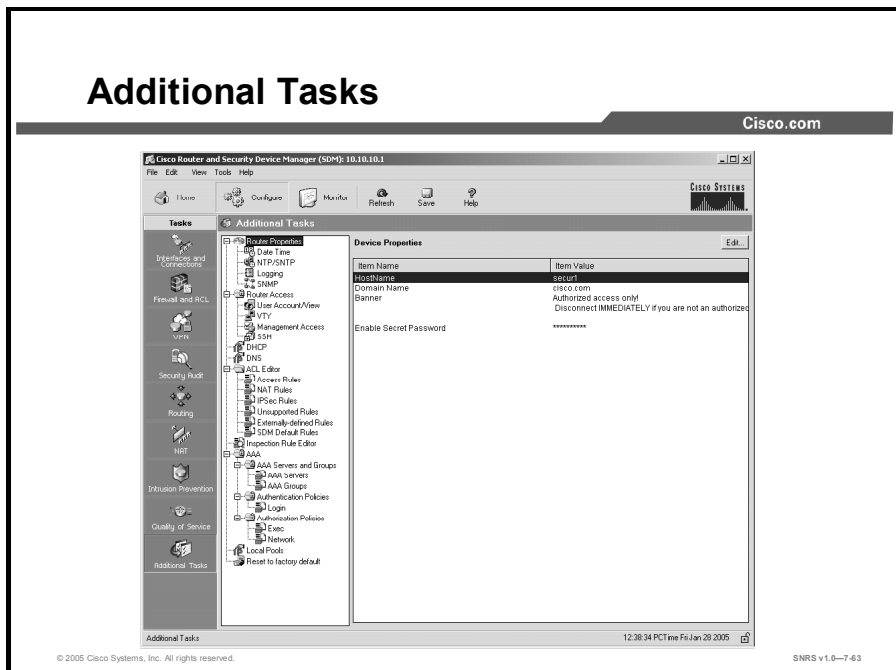 Additional Tasks
Cisco.com
Cisco Router and Security Device Manager (SDM): 10.10.10.1
File Edit View Tools Help
Home Configure Monitor Refresh Save Help
CISCO SYSTEMS
Tasks
Additional Tasks
Interfaces and Connections
Firewall and ACL
VPN
Security Audit
Routing
NAT
Intrusion Prevention
Quality of Service
Additional Tasks
Router Properties
Date Time
NTP/SNTP
Logging
SNMP
Router Access
User Account/View
VTY
Management Access
SSH
DHCP
DNS
ACL Editor
Access Rules
NAT Rules
IPSec Rules
Unsupported Rules
Externally-defined Rules
SDM Default Rules
Inspection Rule Editor
AAA
AAA Servers and Groups
AAA Servers
AAA Groups
Authentication Policies
Login
Authorization Policies
Exec
Network
Local Pools
Reset to factory default
Device Properties
Edit...
Item Name Item Value
HostName secur1
Domain Name cisco.com
Banner Authorized access only!
Disconnect IMMEDIATELY if you are not an authorized
Enable Secret Password **********
Additional Tasks
12:38:34 PCTime Fri Jan 28 2005
© 2005 Cisco Systems, Inc. All rights reserved.
SNRS v1.0—7-63